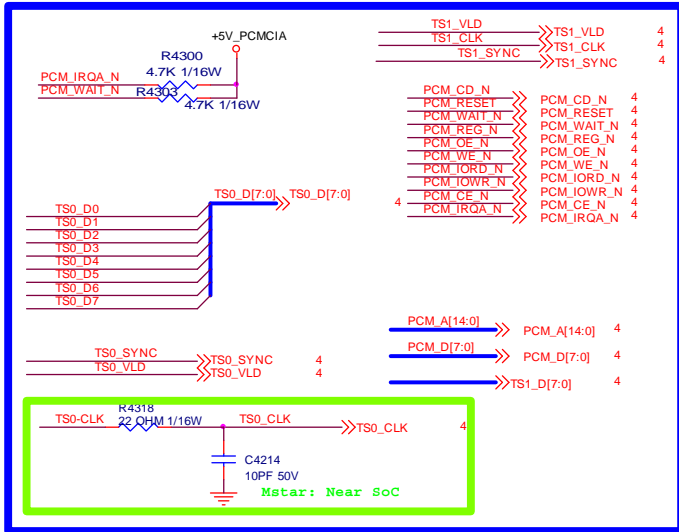 +5V_PCMCIA
R4300
4.7K 1/16W
PCM_IRQA_N
PCM_WAIT_N
R4303
4.7K 1/16W
TS1_VLD TS1_VLD 4
TS1_CLK TS1_CLK 4
TS1_SYNC TS1_SYNC 4
PCM_CD_N PCM_CD_N 4
PCM_RESET PCM_RESET 4
PCM_WAIT_N PCM_WAIT_N 4
PCM_REG_N PCM_REG_N 4
PCM_OE_N PCM_OE_N 4
PCM_WE_N PCM_WE_N 4
PCM_IORD_N PCM_IORD_N 4
PCM_IOWR_N PCM_IOWR_N 4
4 PCM_CE_N PCM_CE_N 4
PCM_IRQA_N PCM_IRQA_N 4
TS0_D[7:0] TS0_D[7:0]
TS0_D0
TS0_D1
TS0_D2
TS0_D3
TS0_D4
TS0_D5
TS0_D6
TS0_D7
PCM_A[14:0] PCM_A[14:0] 4
PCM_D[7:0] PCM_D[7:0] 4
TS1_D[7:0] 4
TS0_SYNC TS0_SYNC 4
TS0_VLD TS0_VLD 4
R4318
TS0-CLK 22 OHM 1/16W TS0_CLK TS0_CLK 4
C4214
10PF 50V
Mstar: Near SoC